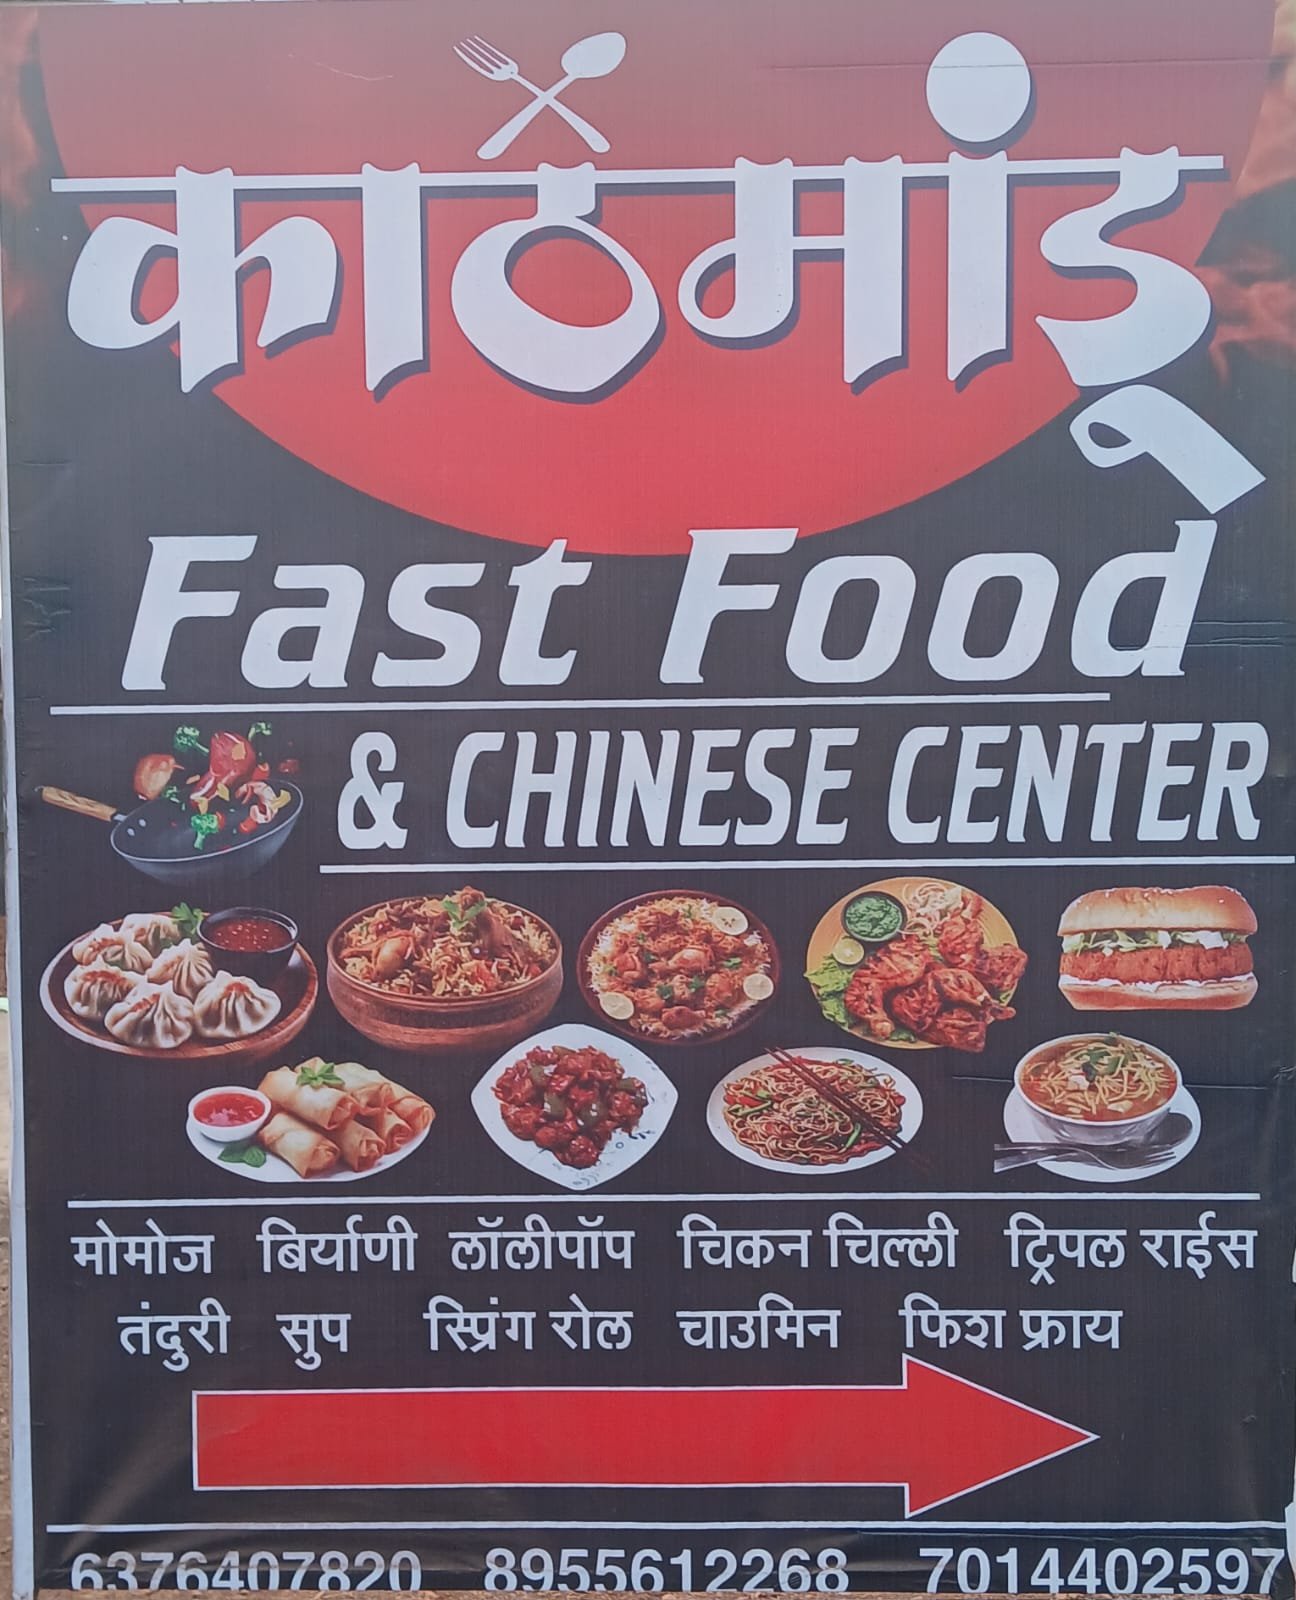 काठमांडू
Fast Food
& CHINESE CENTER
मोमोज बिर्याणी लॉलीपॉप चिकन चिल्ली ट्रिपल राईस
तंदुरी सुप स्प्रिंग रोल चाउमिन फिश फ्राय
6376407820 8955612268 7014402597